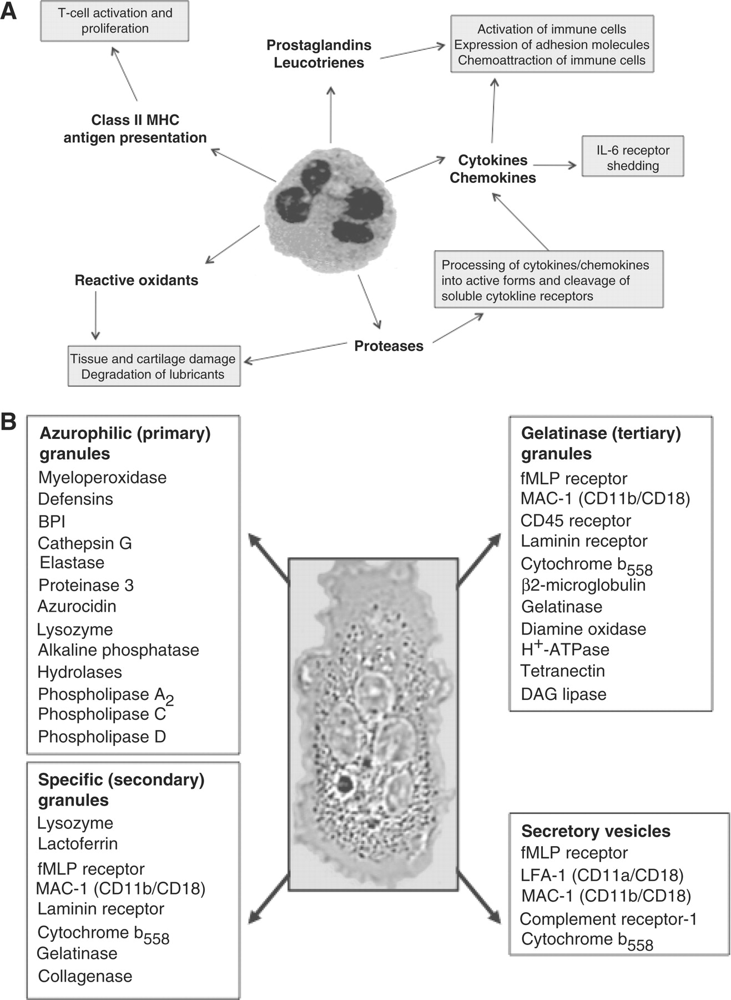 A
T-cell activation and
proliferation
Prostaglandins
Leucotrienes
Activation of immune cells
Expression of adhesion molecules
Chemoattraction of immune cells
Class II MHC
antigen presentation
Cytokines
Chemokines
IL-6 receptor
shedding
Reactive oxidants
Processing of cytokines/chemokines
into active forms and cleavage of
soluble cytokline receptors
Proteases
Tissue and cartilage damage
Degradation of lubricants
B
Azurophilic (primary)
granules
Myeloperoxidase
Defensins
BPI
Cathepsin G
Elastase
Proteinase 3
Azurocidin
Lysozyme
Alkaline phosphatase
Hydrolases
Phospholipase A2
Phospholipase C
Phospholipase D
Specific (secondary)
granules
Lysozyme
Lactoferrin
fMLP receptor
MAC-1 (CD11b/CD18)
Laminin receptor
Cytochrome b558
Gelatinase
Collagenase
Gelatinase (tertiary)
granules
fMLP receptor
MAC-1 (CD11b/CD18)
CD45 receptor
Laminin receptor
Cytochrome b558
β2-microglobulin
Gelatinase
Diamine oxidase
H+-ATPase
Tetranectin
DAG lipase
Secretory vesicles
fMLP receptor
LFA-1 (CD11a/CD18)
MAC-1 (CD11b/CD18)
Complement receptor-1
Cytochrome b558